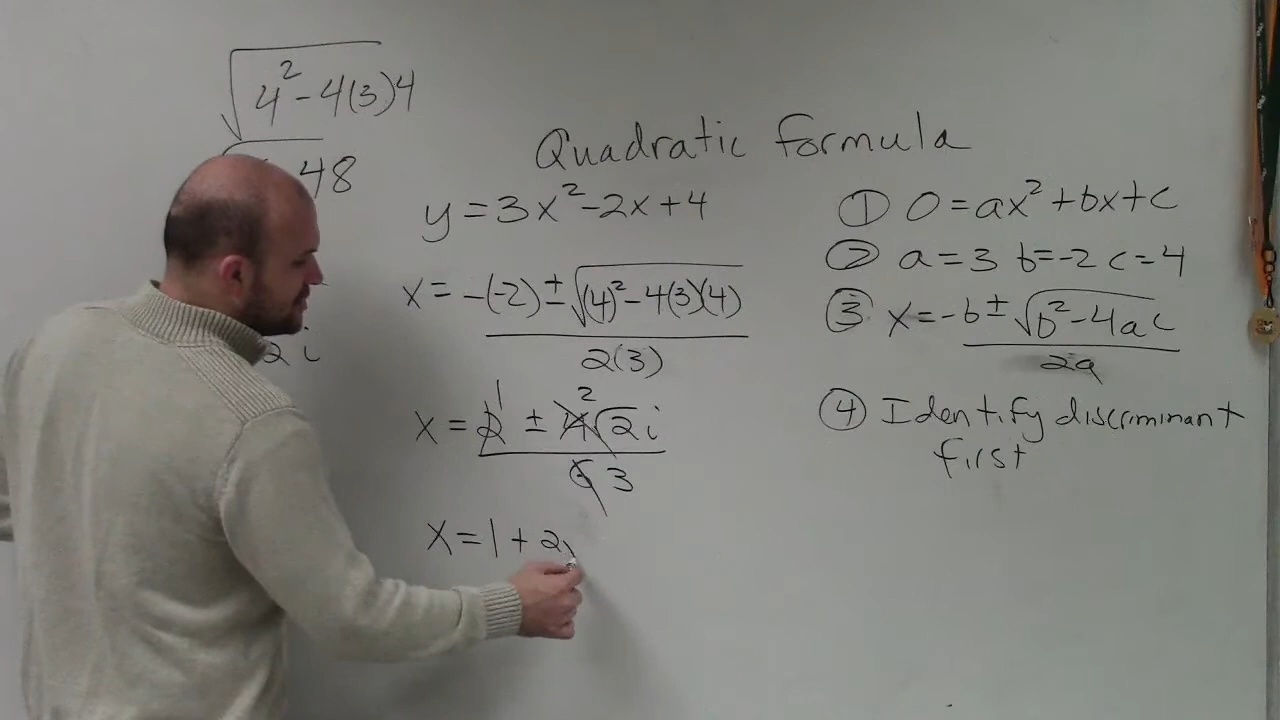 √4²-4(3)4
48
2i
Quadratic formula
y=3x²-2x+4
x=-(-2)±√(4)²-4(3)(4)
2(3)
1 2
x=2±4√2i
6 3
x=1+2
① 0=ax²+bx+c
② a=3 b=-2 c=4
③ x=-b±√b²-4ac
2a
④ Identify discriminant
first